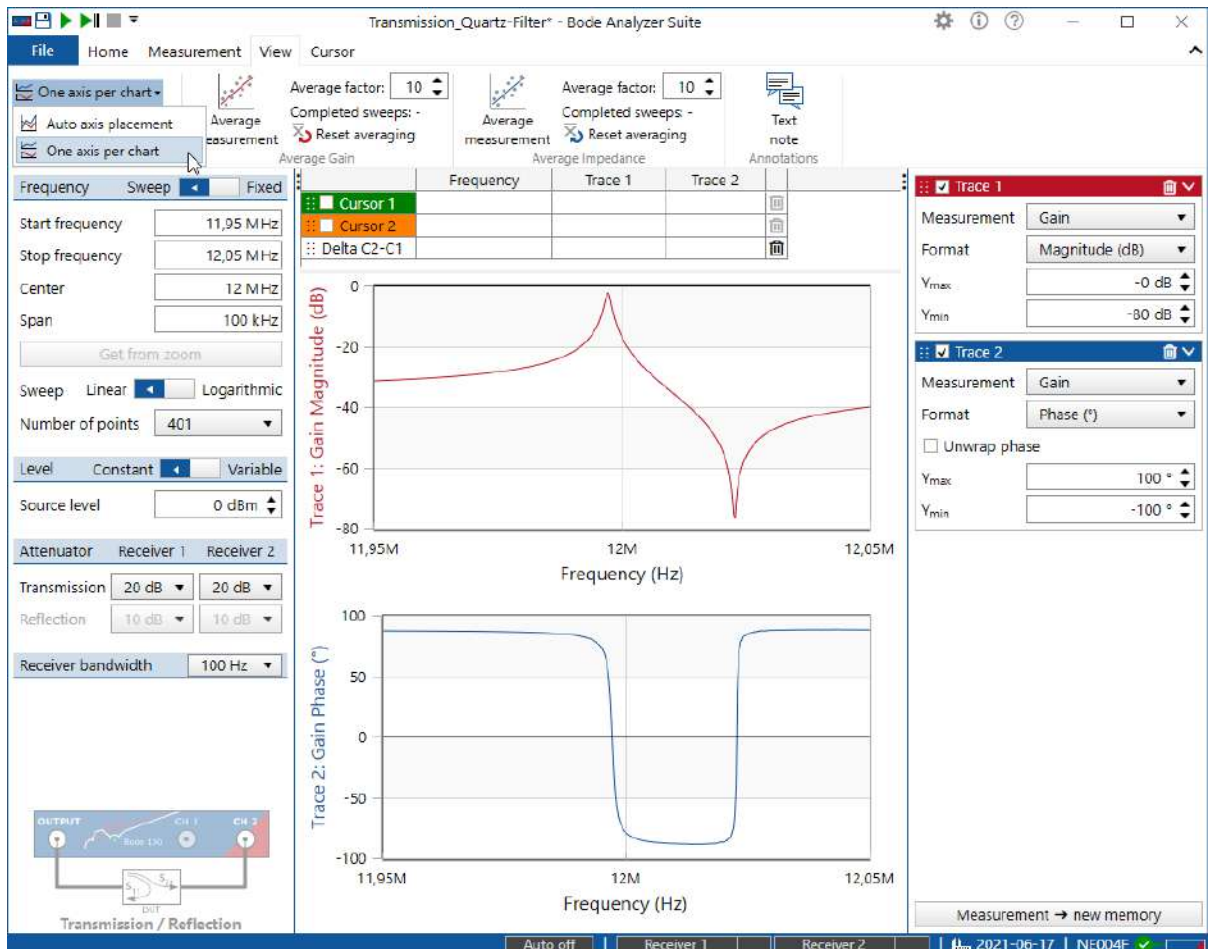 Transmission_Quartz-Filter* - Bode Analyzer Suite
File Home Measurement View Cursor
One axis per chart
Auto axis placement
One axis per chart
Average
easurement
Average factor: 10
Completed sweeps: -
Reset averaging
Average Gain
Average
measurement
Average factor: 10
Completed sweeps: -
Reset averaging
Average Impedance
Text
note
Annotations
Frequency Sweep Fixed
Start frequency 11,95 MHz
Stop frequency 12,05 MHz
Center 12 MHz
Span 100 kHz
Get from zoom
Sweep Linear Logarithmic
Number of points 401
Level Constant Variable
Source level 0 dBm
Attenuator Receiver 1 Receiver 2
Transmission 20 dB 20 dB
Reflection 10 dB 10 dB
Receiver bandwidth 100 Hz
OUTPUT CH 1 CH 2
Bode 100
DUT
Transmission / Reflection
Frequency Trace 1 Trace 2
Cursor 1
Cursor 2
Delta C2-C1
Trace 1: Gain Magnitude (dB)
0
-20
-40
-60
-80
11,95M 12M 12,05M
Frequency (Hz)
Trace 2: Gain Phase (°)
100
50
0
-50
-100
11,95M 12M 12,05M
Frequency (Hz)
Trace 1
Measurement Gain
Format Magnitude (dB)
Ymax -0 dB
Ymin -80 dB
Trace 2
Measurement Gain
Format Phase (°)
Unwrap phase
Ymax 100 °
Ymin -100 °
Measurement → new memory
Auto off Receiver 1 Receiver 2 2021-06-17 NE004F